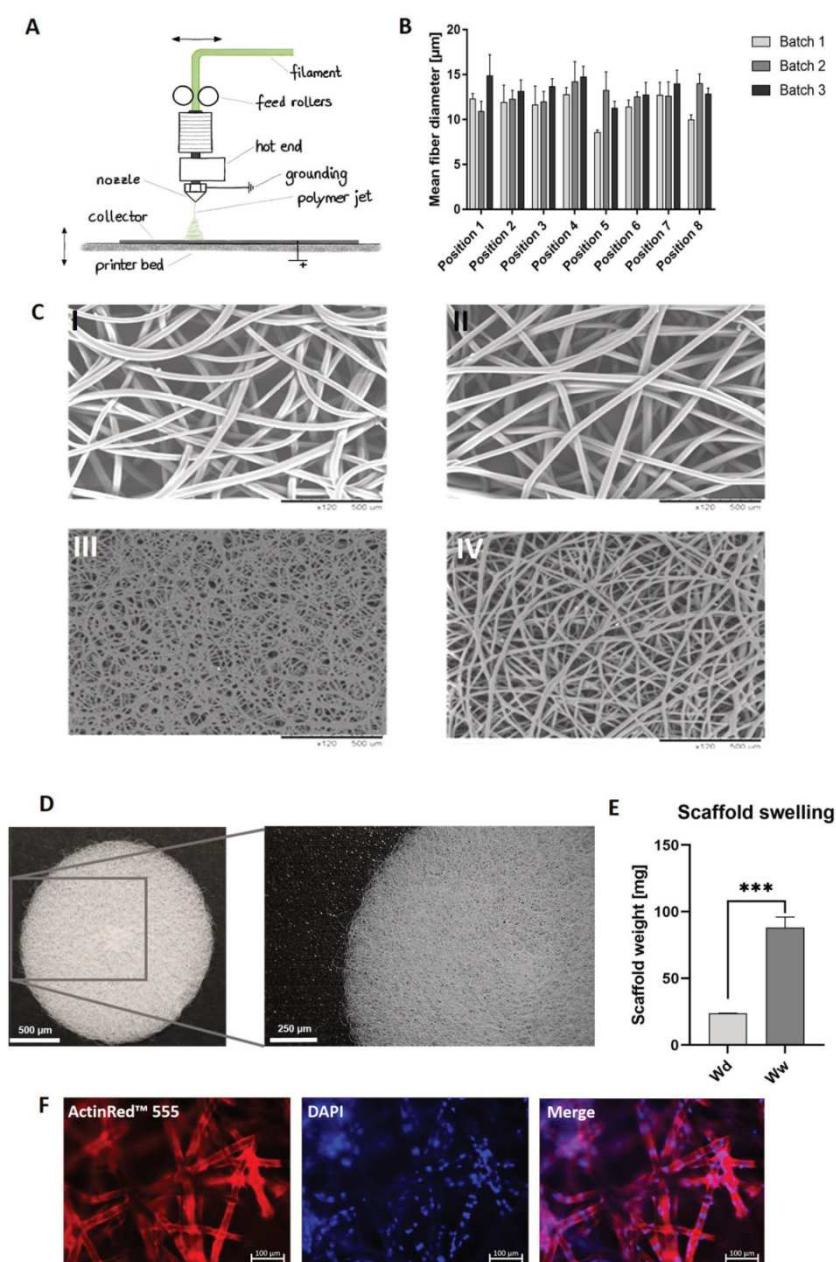 A
filament
feed rollers
hot end
nozzle
grounding
polymer jet
collector
printer bed
+
B
Mean fiber diameter [µm]
20
15
10
5
0
Position 1
Position 2
Position 3
Position 4
Position 5
Position 6
Position 7
Position 8
Batch 1
Batch 2
Batch 3
C
I
x120 500 µm
II
x120 500 µm
III
x120 500 µm
IV
x120 500 µm
D
500 µm
250 µm
E
Scaffold swelling
Scaffold weight [mg]
150
100
50
0
***
Wd
Ww
F
ActinRed™ 555
100 µm
DAPI
100 µm
Merge
100 µm